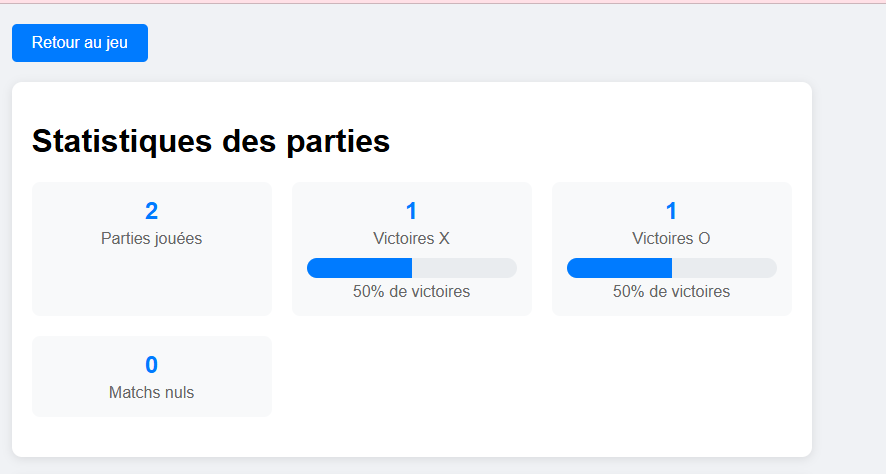 Retour au jeu
Statistiques des parties
2
Parties jouées
1
Victoires X
50% de victoires
1
Victoires O
50% de victoires
0
Matchs nuls